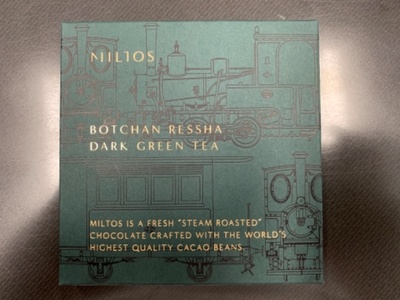 MILTOS
BOTCHAN RESSHA
DARK GREEN TEA
MILTOS IS A FRESH "STEAM ROASTED"
CHOCOLATE CRAFTED WITH THE WORLD'S
HIGHEST QUALITY CACAO BEANS.